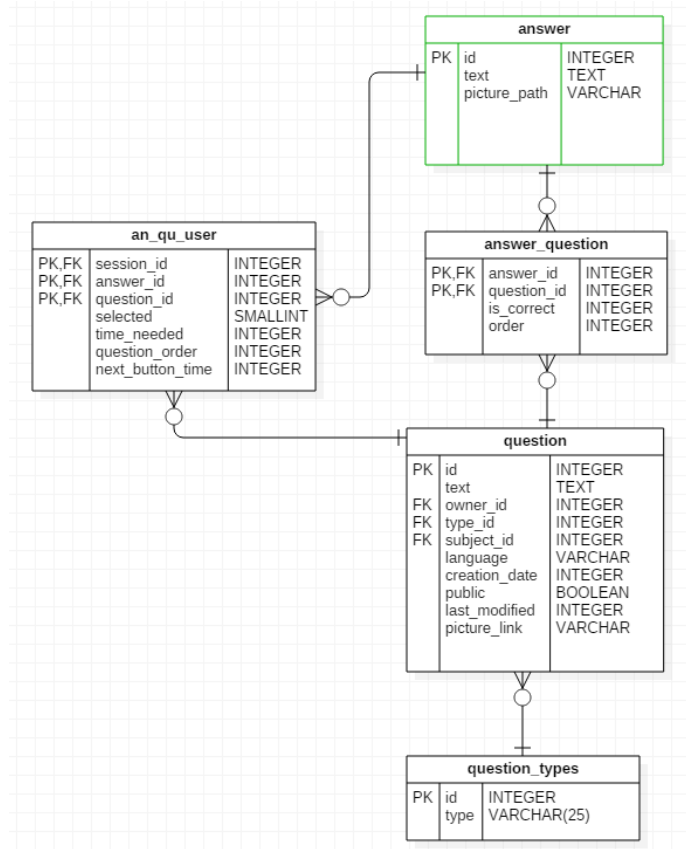 answer
PK id INTEGER
text TEXT
picture_path VARCHAR
an_qu_user
PK,FK session_id INTEGER
PK,FK answer_id INTEGER
PK,FK question_id INTEGER
selected SMALLINT
time_needed INTEGER
question_order INTEGER
next_button_time INTEGER
answer_question
PK,FK answer_id INTEGER
PK,FK question_id INTEGER
is_correct INTEGER
order INTEGER
question
PK id INTEGER
text TEXT
FK owner_id INTEGER
FK type_id INTEGER
FK subject_id INTEGER
language VARCHAR
creation_date INTEGER
public BOOLEAN
last_modified INTEGER
picture_link VARCHAR
question_types
PK id INTEGER
type VARCHAR(25)